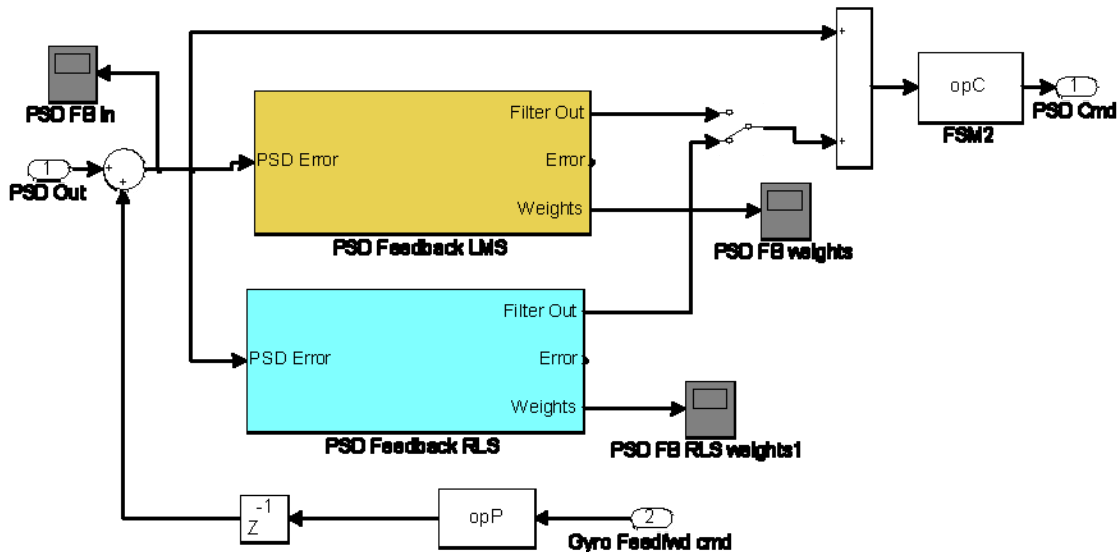 PSD FB in
1
PSD Out
+
+
PSD Error
Filter Out
Error
Weights
PSD Feedback LMS
PSD FB weights
+
+
opC
FSM2
1
PSD Cmd
PSD Error
Filter Out
Error
Weights
PSD Feedback RLS
PSD FB RLS weights1
-1
Z
opP
2
Gyro Feedfwd cmd